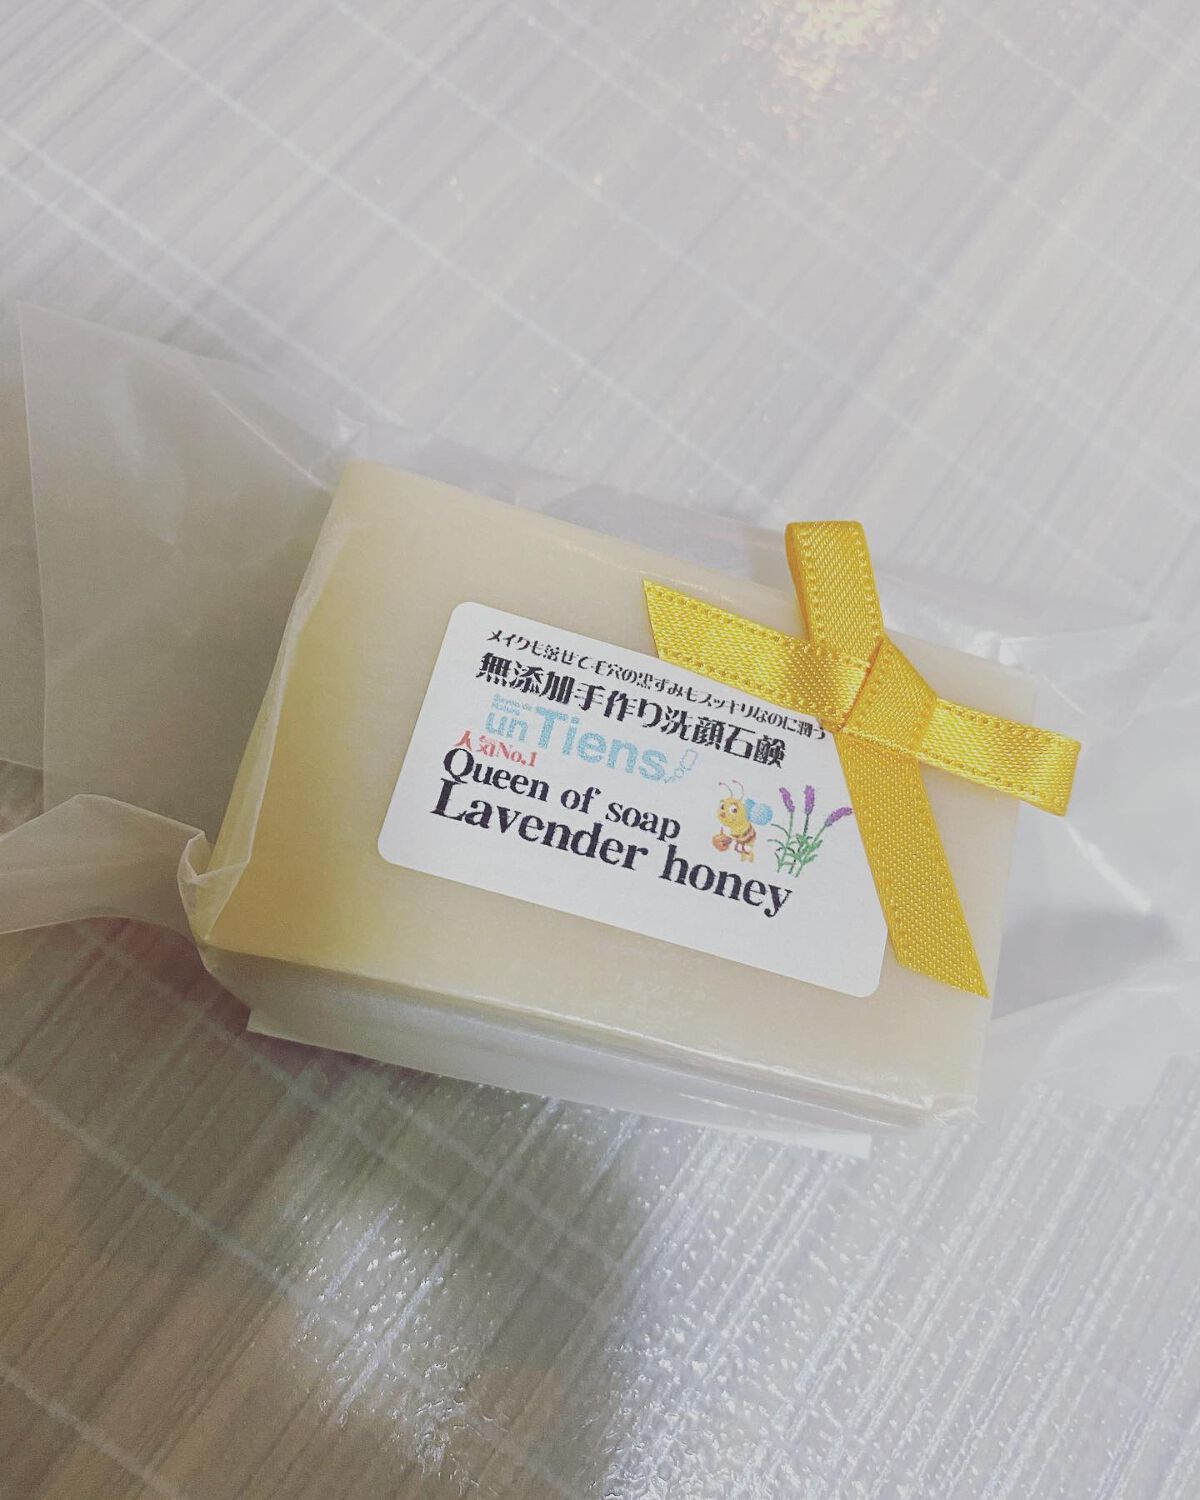 メイクも落せて毛穴の黒ずみもスッキリなのに潤う
無添加手作り洗顔石鹸
un Tiens
人気No,1
Queen of soap
Lavender honey